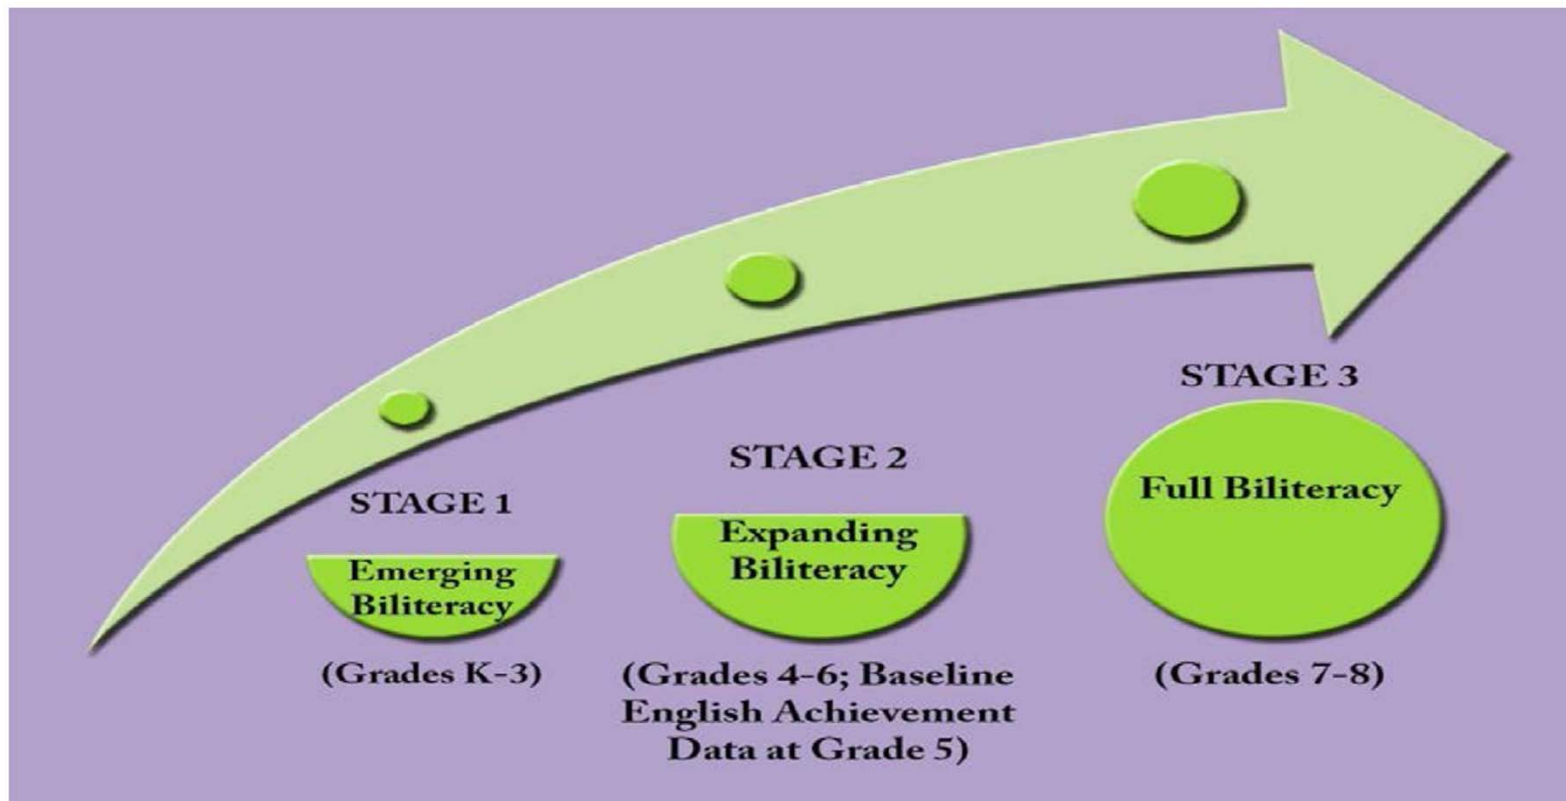 STAGE 1
Emerging
Biliteracy
(Grades K-3)
STAGE 2
Expanding
Biliteracy
(Grades 4-6; Baseline
English Achievement
Data at Grade 5)
STAGE 3
Full Biliteracy
(Grades 7-8)